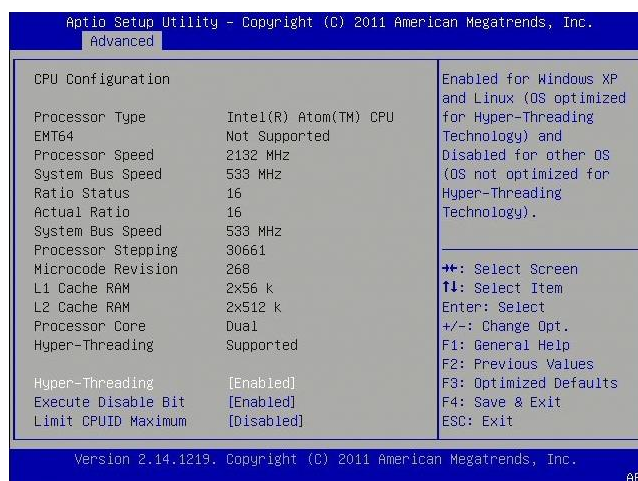 Aptio Setup Utility – Copyright (C) 2011 American Megatrends, Inc.
Advanced
CPU Configuration
Processor Type Intel(R) Atom(TM) CPU
EMT64 Not Supported
Processor Speed 2132 MHz
System Bus Speed 533 MHz
Ratio Status 16
Actual Ratio 16
System Bus Speed 533 MHz
Processor Stepping 30661
Microcode Revision 268
L1 Cache RAM 2x56 k
L2 Cache RAM 2x512 k
Processor Core Dual
Hyper-Threading Supported
Hyper-Threading [Enabled]
Execute Disable Bit [Enabled]
Limit CPUID Maximum [Disabled]
Enabled for Windows XP
and Linux (OS optimized
for Hyper-Threading
Technology) and
Disabled for other OS
(OS not optimized for
Hyper-Threading
Technology).
→←: Select Screen
↑↓: Select Item
Enter: Select
+/-: Change Opt.
F1: General Help
F2: Previous Values
F3: Optimized Defaults
F4: Save & Exit
ESC: Exit
Version 2.14.1219. Copyright (C) 2011 American Megatrends, Inc.